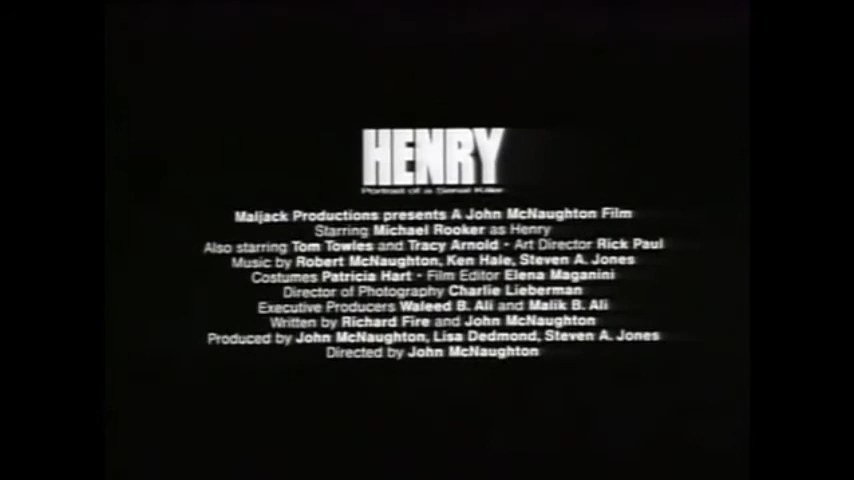 HENRY
Portrait of a Serial Killer
Maljack Productions presents A John McNaughton Film
Starring Michael Rooker as Henry
Also starring Tom Towles and Tracy Arnold • Art Director Rick Paul
Music by Robert McNaughton, Ken Hale, Steven A. Jones
Costumes Patricia Hart • Film Editor Elena Maganini
Director of Photography Charlie Lieberman
Executive Producers Waleed B. Ali and Malik B. Ali
Written by Richard Fire and John McNaughton
Produced by John McNaughton, Lisa Dedmond, Steven A. Jones
Directed by John McNaughton